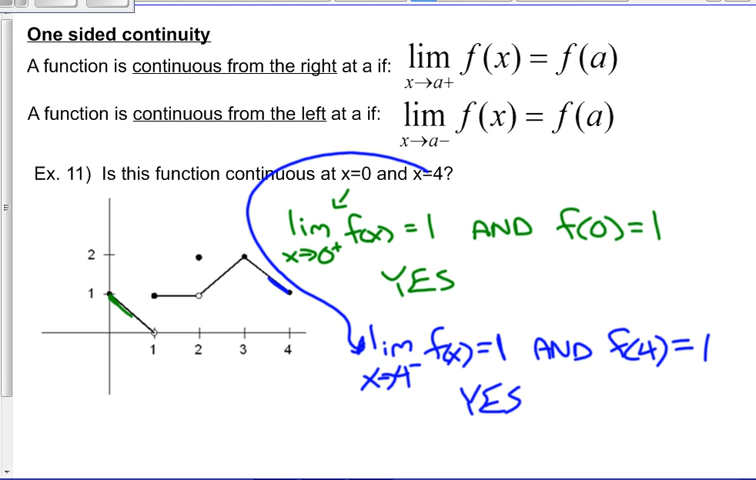 One sided continuity
A function is continuous from the right at a if: lim f(x) = f(a)
x→a+
A function is continuous from the left at a if: lim f(x) = f(a)
x→a−
Ex. 11) Is this function continuous at x=0 and x=4?
lim f(x) = 1 AND f(0) = 1
x→0⁺
YES
2
1
1 2 3 4
lim f(x) = 1 AND f(4) = 1
x→4⁻
YES